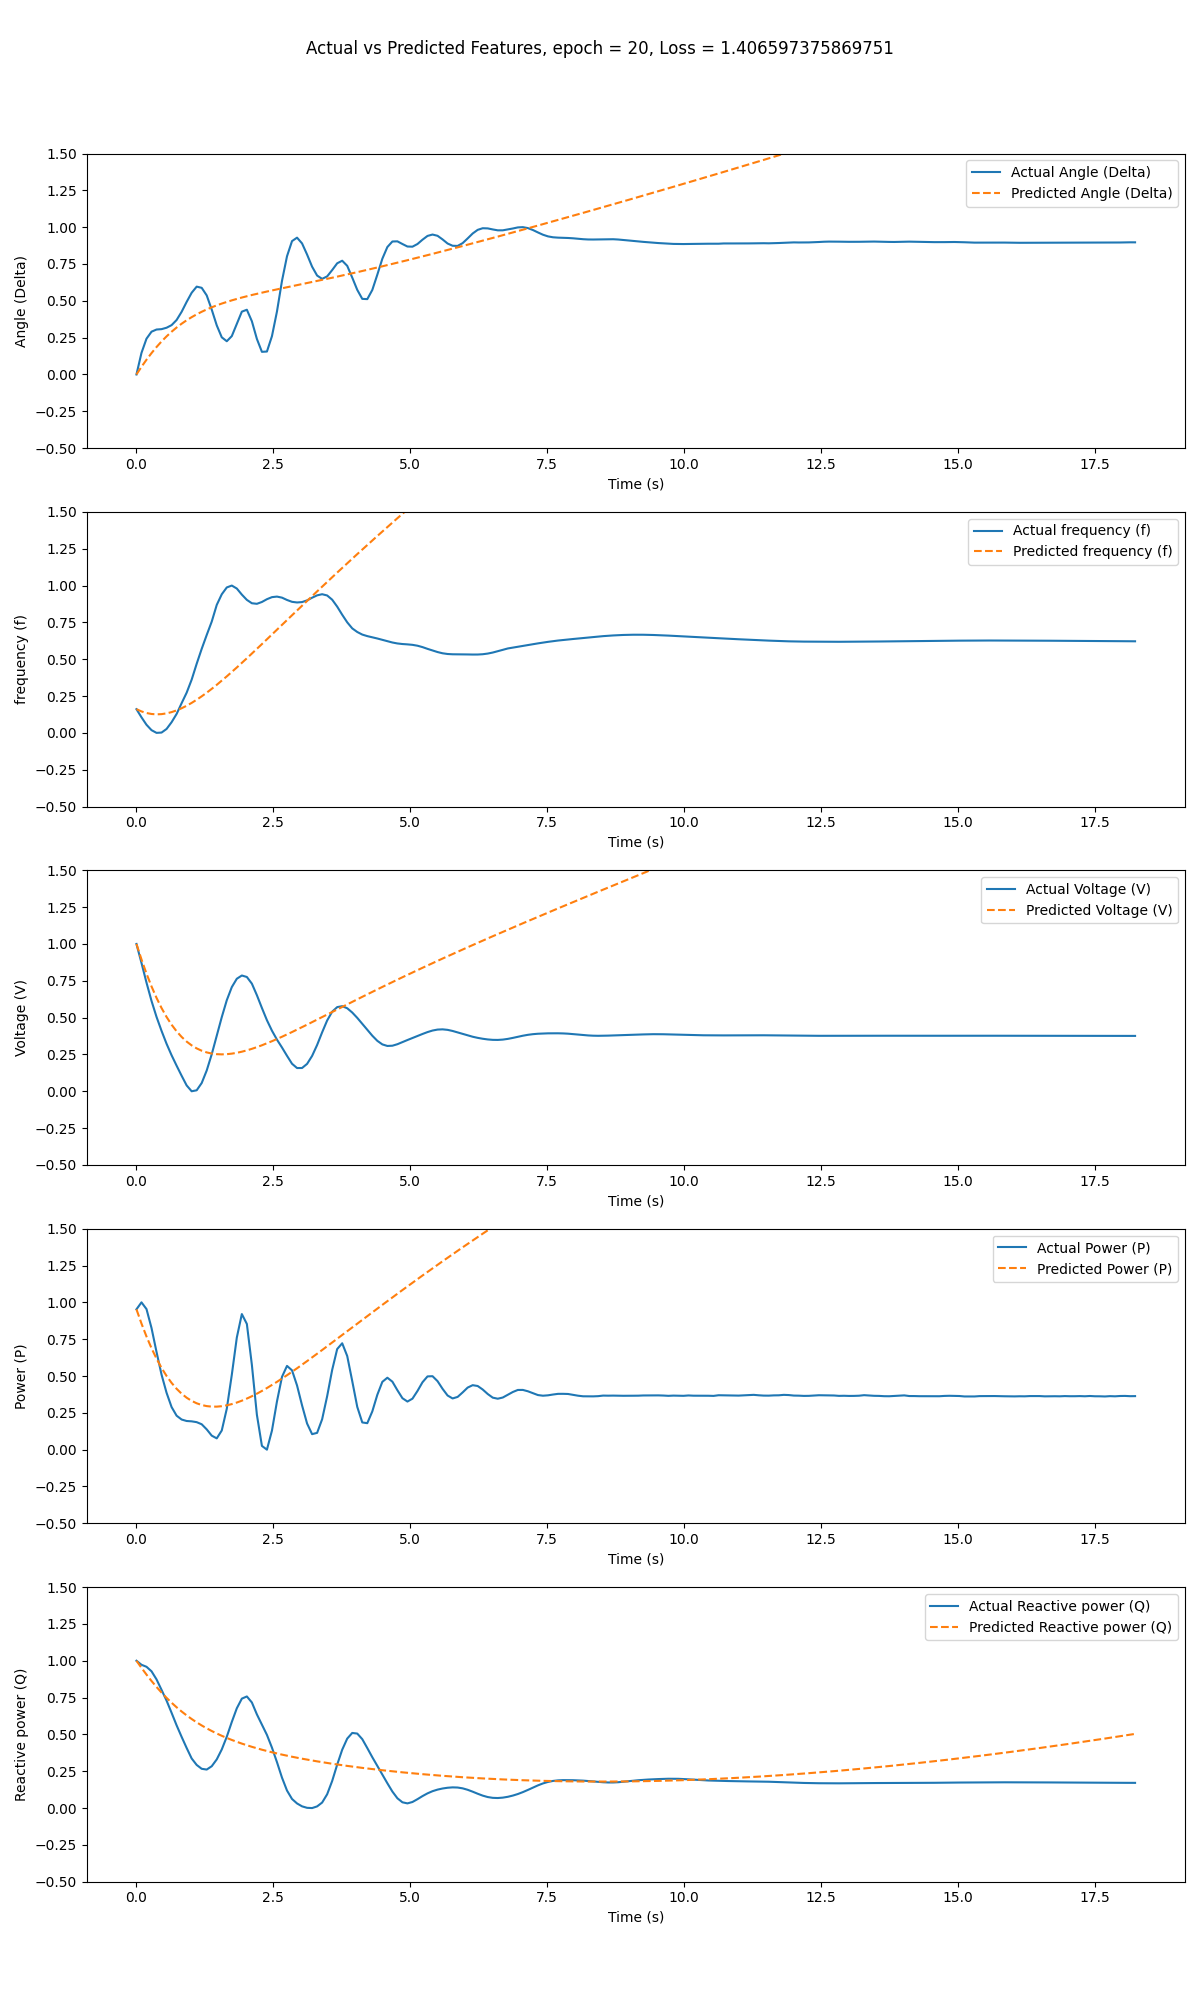 Actual vs Predicted Features, epoch = 20, Loss = 1.406597375869751
1.50
1.25
1.00
0.75
0.50
0.25
0.00
−0.25
−0.50
Angle (Delta)
Actual Angle (Delta)
Predicted Angle (Delta)
0.0 2.5 5.0 7.5 10.0 12.5 15.0 17.5
Time (s)
1.50
1.25
1.00
0.75
0.50
0.25
0.00
−0.25
−0.50
frequency (f)
Actual frequency (f)
Predicted frequency (f)
0.0 2.5 5.0 7.5 10.0 12.5 15.0 17.5
Time (s)
1.50
1.25
1.00
0.75
0.50
0.25
0.00
−0.25
−0.50
Voltage (V)
Actual Voltage (V)
Predicted Voltage (V)
0.0 2.5 5.0 7.5 10.0 12.5 15.0 17.5
Time (s)
1.50
1.25
1.00
0.75
0.50
0.25
0.00
−0.25
−0.50
Power (P)
Actual Power (P)
Predicted Power (P)
0.0 2.5 5.0 7.5 10.0 12.5 15.0 17.5
Time (s)
1.50
1.25
1.00
0.75
0.50
0.25
0.00
−0.25
−0.50
Reactive power (Q)
Actual Reactive power (Q)
Predicted Reactive power (Q)
0.0 2.5 5.0 7.5 10.0 12.5 15.0 17.5
Time (s)